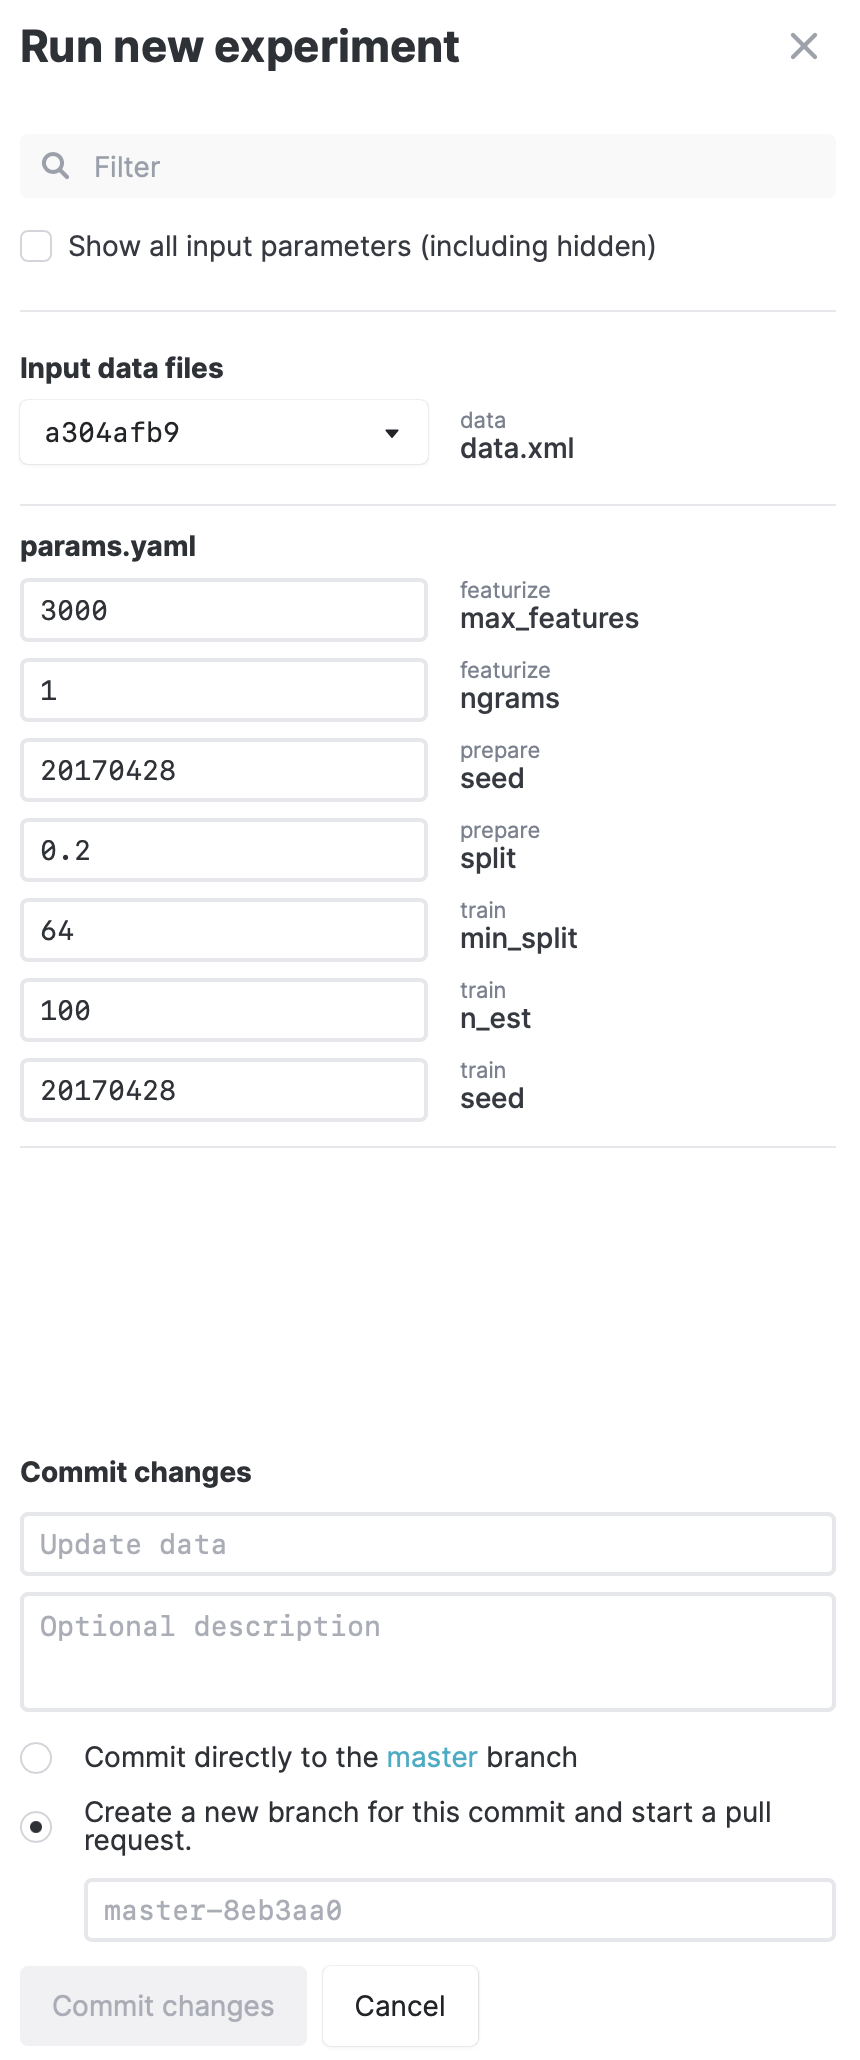 Run new experiment
Filter
Show all input parameters (including hidden)
Input data files
a304afb9
data
data.xml
params.yaml
3000
featurize
max_features
1
featurize
ngrams
20170428
prepare
seed
0.2
prepare
split
64
train
min_split
100
train
n_est
20170428
train
seed
Commit changes
Update data
Optional description
Commit directly to the master branch
Create a new branch for this commit and start a pull
request.
master-8eb3aa0
Commit changes
Cancel